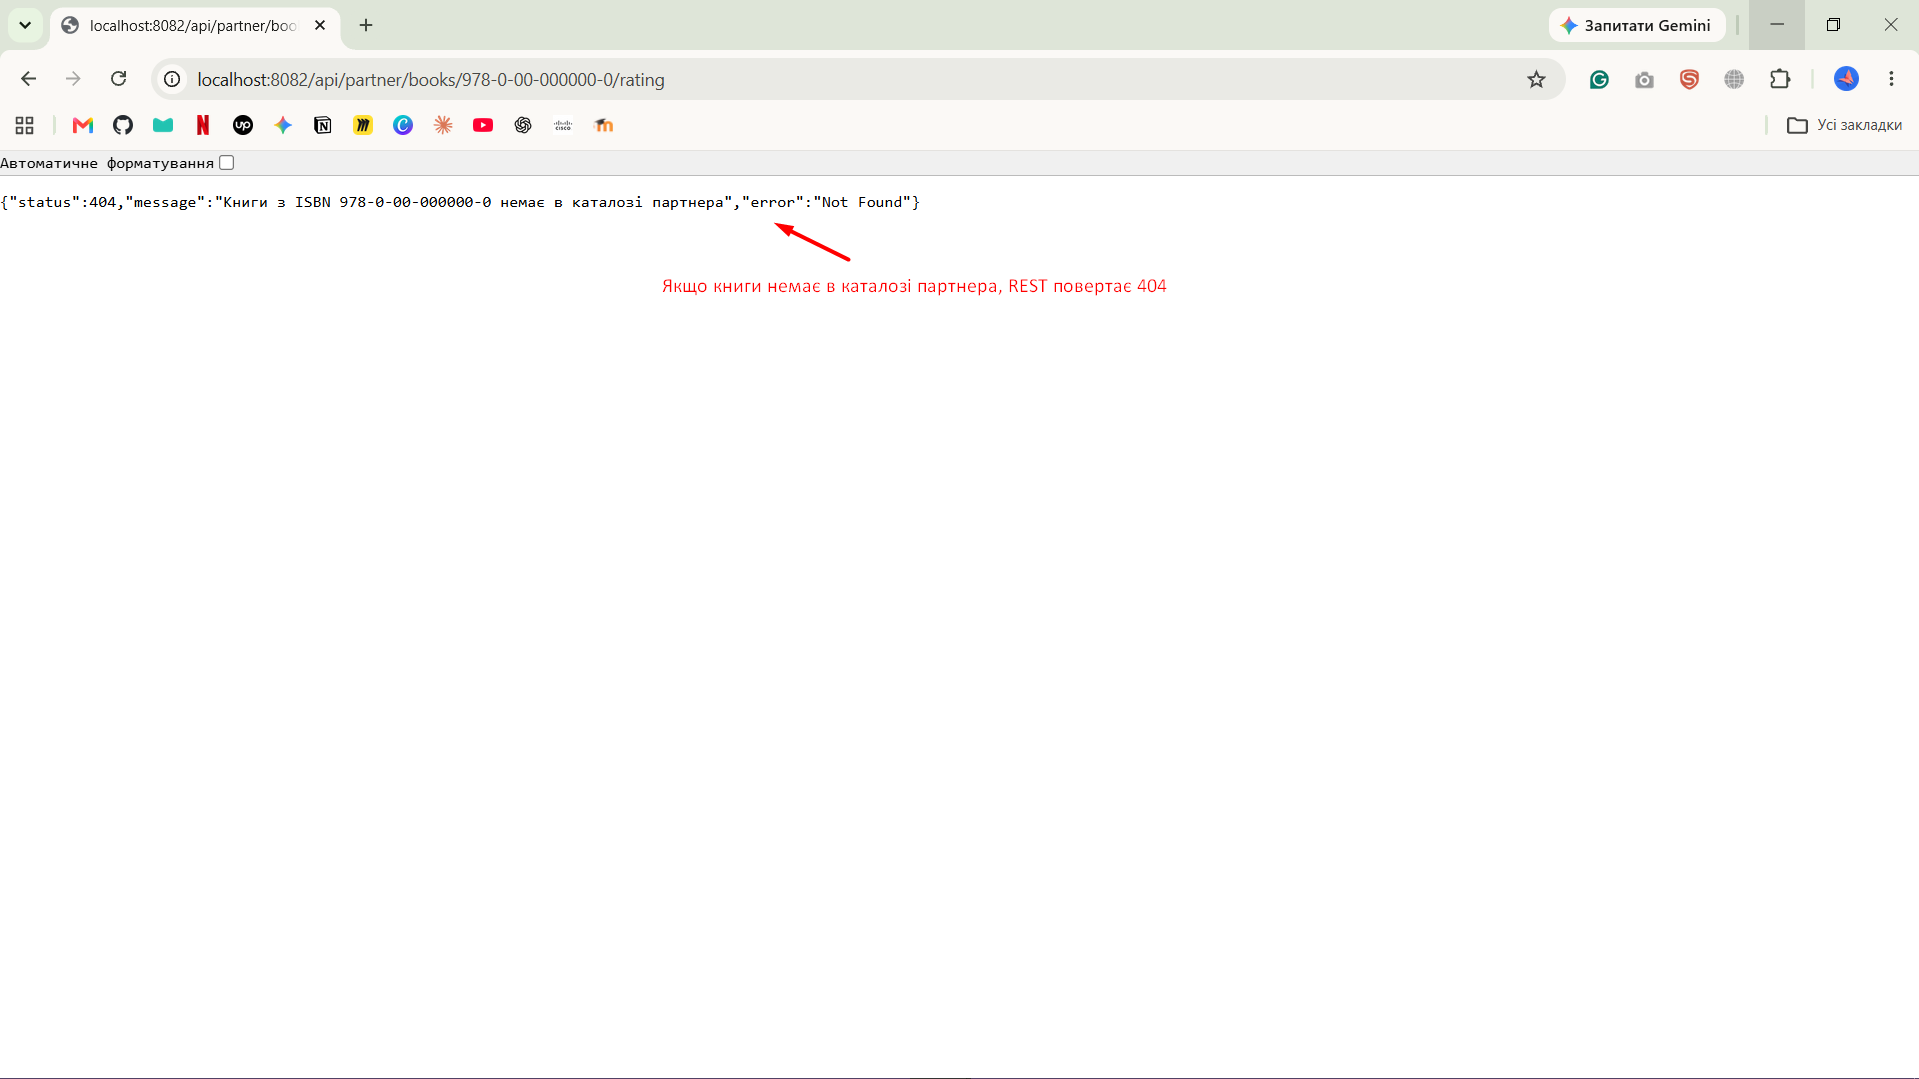 localhost:8082/api/partner/boo
Запитати Gemini
localhost:8082/api/partner/books/978-0-00-000000-0/rating
Усі закладки
Автоматичне форматування
{"status":404,"message":"Книги з ISBN 978-0-00-000000-0 немає в каталозі партнера","error":"Not Found"}
Якщо книги немає в каталозі партнера, REST повертає 404